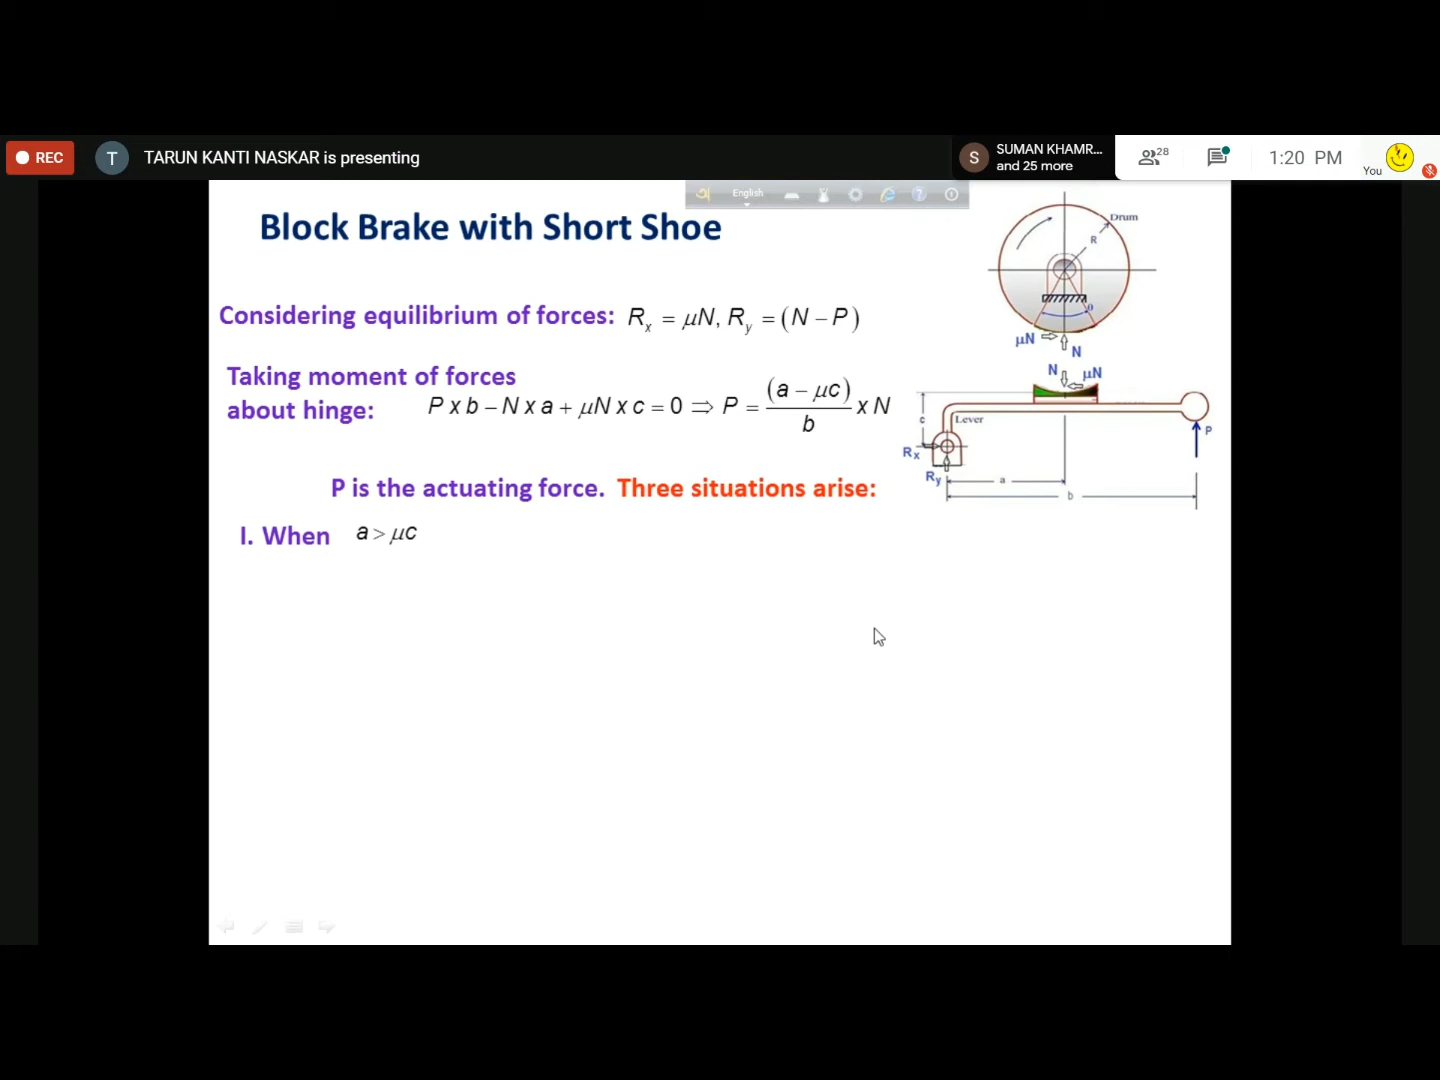 REC
T
TARUN KANTI NASKAR is presenting
S
SUMAN KHAMR...
and 25 more
28
1:20 PM
You
অ
English
Block Brake with Short Shoe
Drum
R
θ
μN
N
N
μN
Considering equilibrium of forces: Rₓ = μN, R_y = (N – P)
Taking moment of forces
about hinge: P x b – N x a + μN x c = 0 ⇒ P = (a – μc) / b x N
c
Lever
P
Rₓ
R_y
a
b
P is the actuating force. Three situations arise:
I. When a > μc